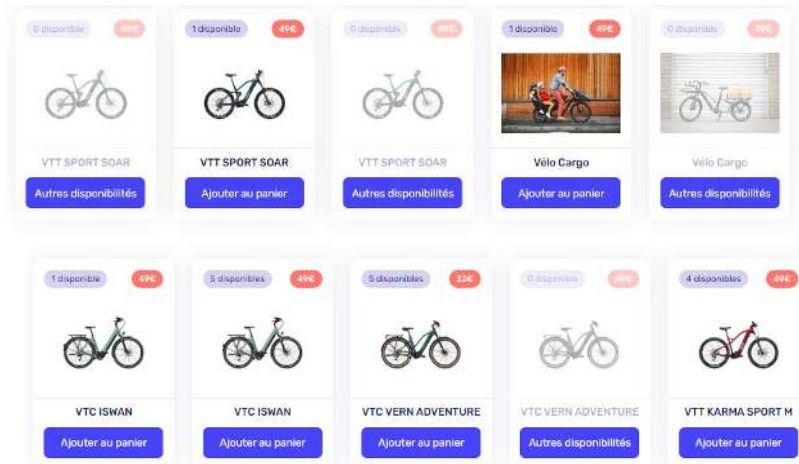 0 disponible 49€
1 disponible 49€
0 disponible 49€
1 disponible 49€
0 disponible 49€
VTT SPORT SOAR
VTT SPORT SOAR
VTT SPORT SOAR
Vélo Cargo
Vélo Cargo
Autres disponibilités
Ajouter au panier
Autres disponibilités
Ajouter au panier
Autres disponibilités
1 disponible 49€
5 disponibles 49€
5 disponibles 32€
0 disponible 49€
4 disponibles 49€
VTC ISWAN
VTC ISWAN
VTC VERN ADVENTURE
VTC VERN ADVENTURE
VTT KARMA SPORT M
Ajouter au panier
Ajouter au panier
Ajouter au panier
Autres disponibilités
Ajouter au panier